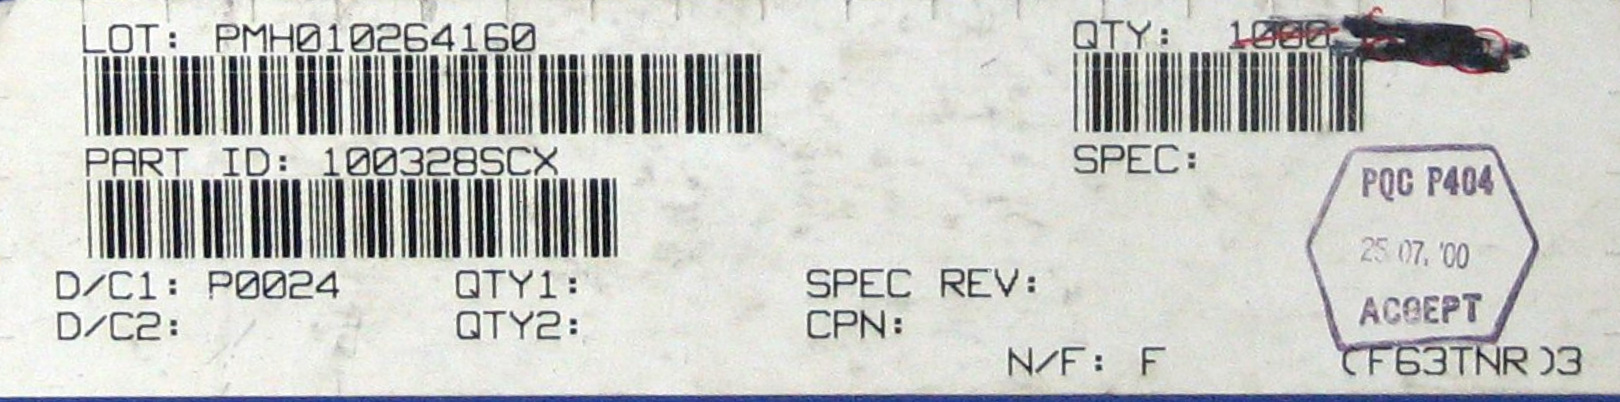 LOT: PMH010264160
QTY: 1000
PART ID: 100328SCX
SPEC:
PQC P404
25 07. '00
ACCEPT
D/C1: P0024 QTY1: SPEC REV:
D/C2: QTY2: CPN:
N/F: F (F63TNR)3